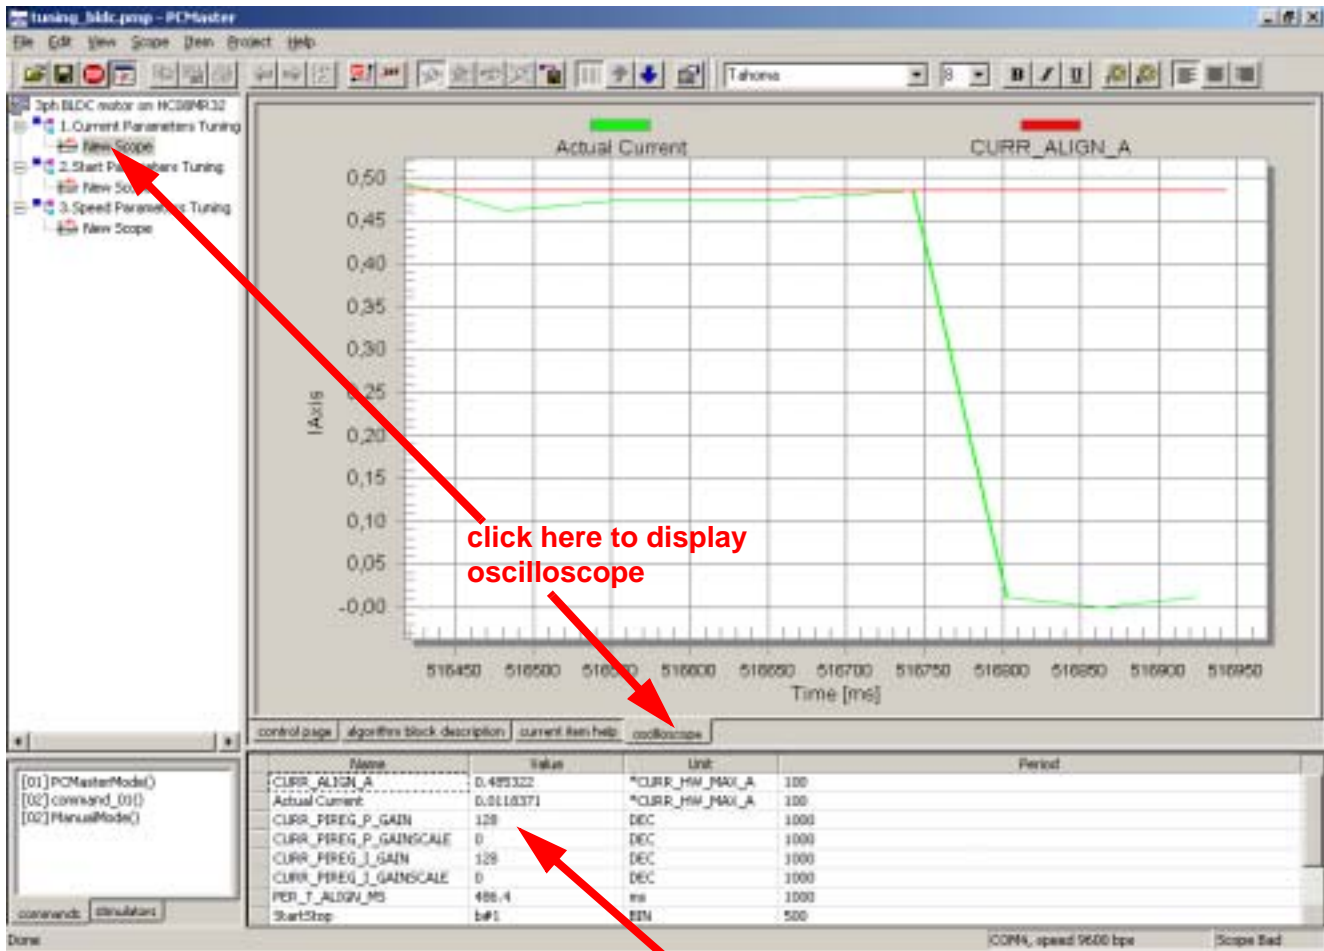 tuning_bldc.pmp - PCMaster
File Edit View Scope Item Project Help
Tahoma 8 B I U
3ph BLDC motor on HC08MR32
1.Current Parameters Tuning
New Scope
2.Start Parameters Tuning
New Scope
3.Speed Parameters Tuning
New Scope
Actual Current CURR_ALIGN_A
0,50
0,45
0,40
0,35
0,30
0,25
0,20
0,15
0,10
0,05
-0,00
I Axis
516450 516500 516550 516600 516650 516700 516750 516800 516850 516900 516950
Time [ms]
click here to display
oscilloscope
control page algorithm block description current item help oscilloscope
[01] PCMasterMode()
[02] command_01()
[02] ManualMode()
commands stimulators
Name Value Unit Period
CURR_ALIGN_A 0.485322 *CURR_HW_MAX_A 100
Actual Current 0.0118371 *CURR_HW_MAX_A 100
CURR_PIREG_P_GAIN 128 DEC 1000
CURR_PIREG_P_GAINSCALE 0 DEC 1000
CURR_PIREG_I_GAIN 128 DEC 1000
CURR_PIREG_I_GAINSCALE 0 DEC 1000
PER_T_ALIGN_MS 486.4 ms 1000
StartStop b#1 BIN 500
Done COM4, speed 9600 bps Scope Bad